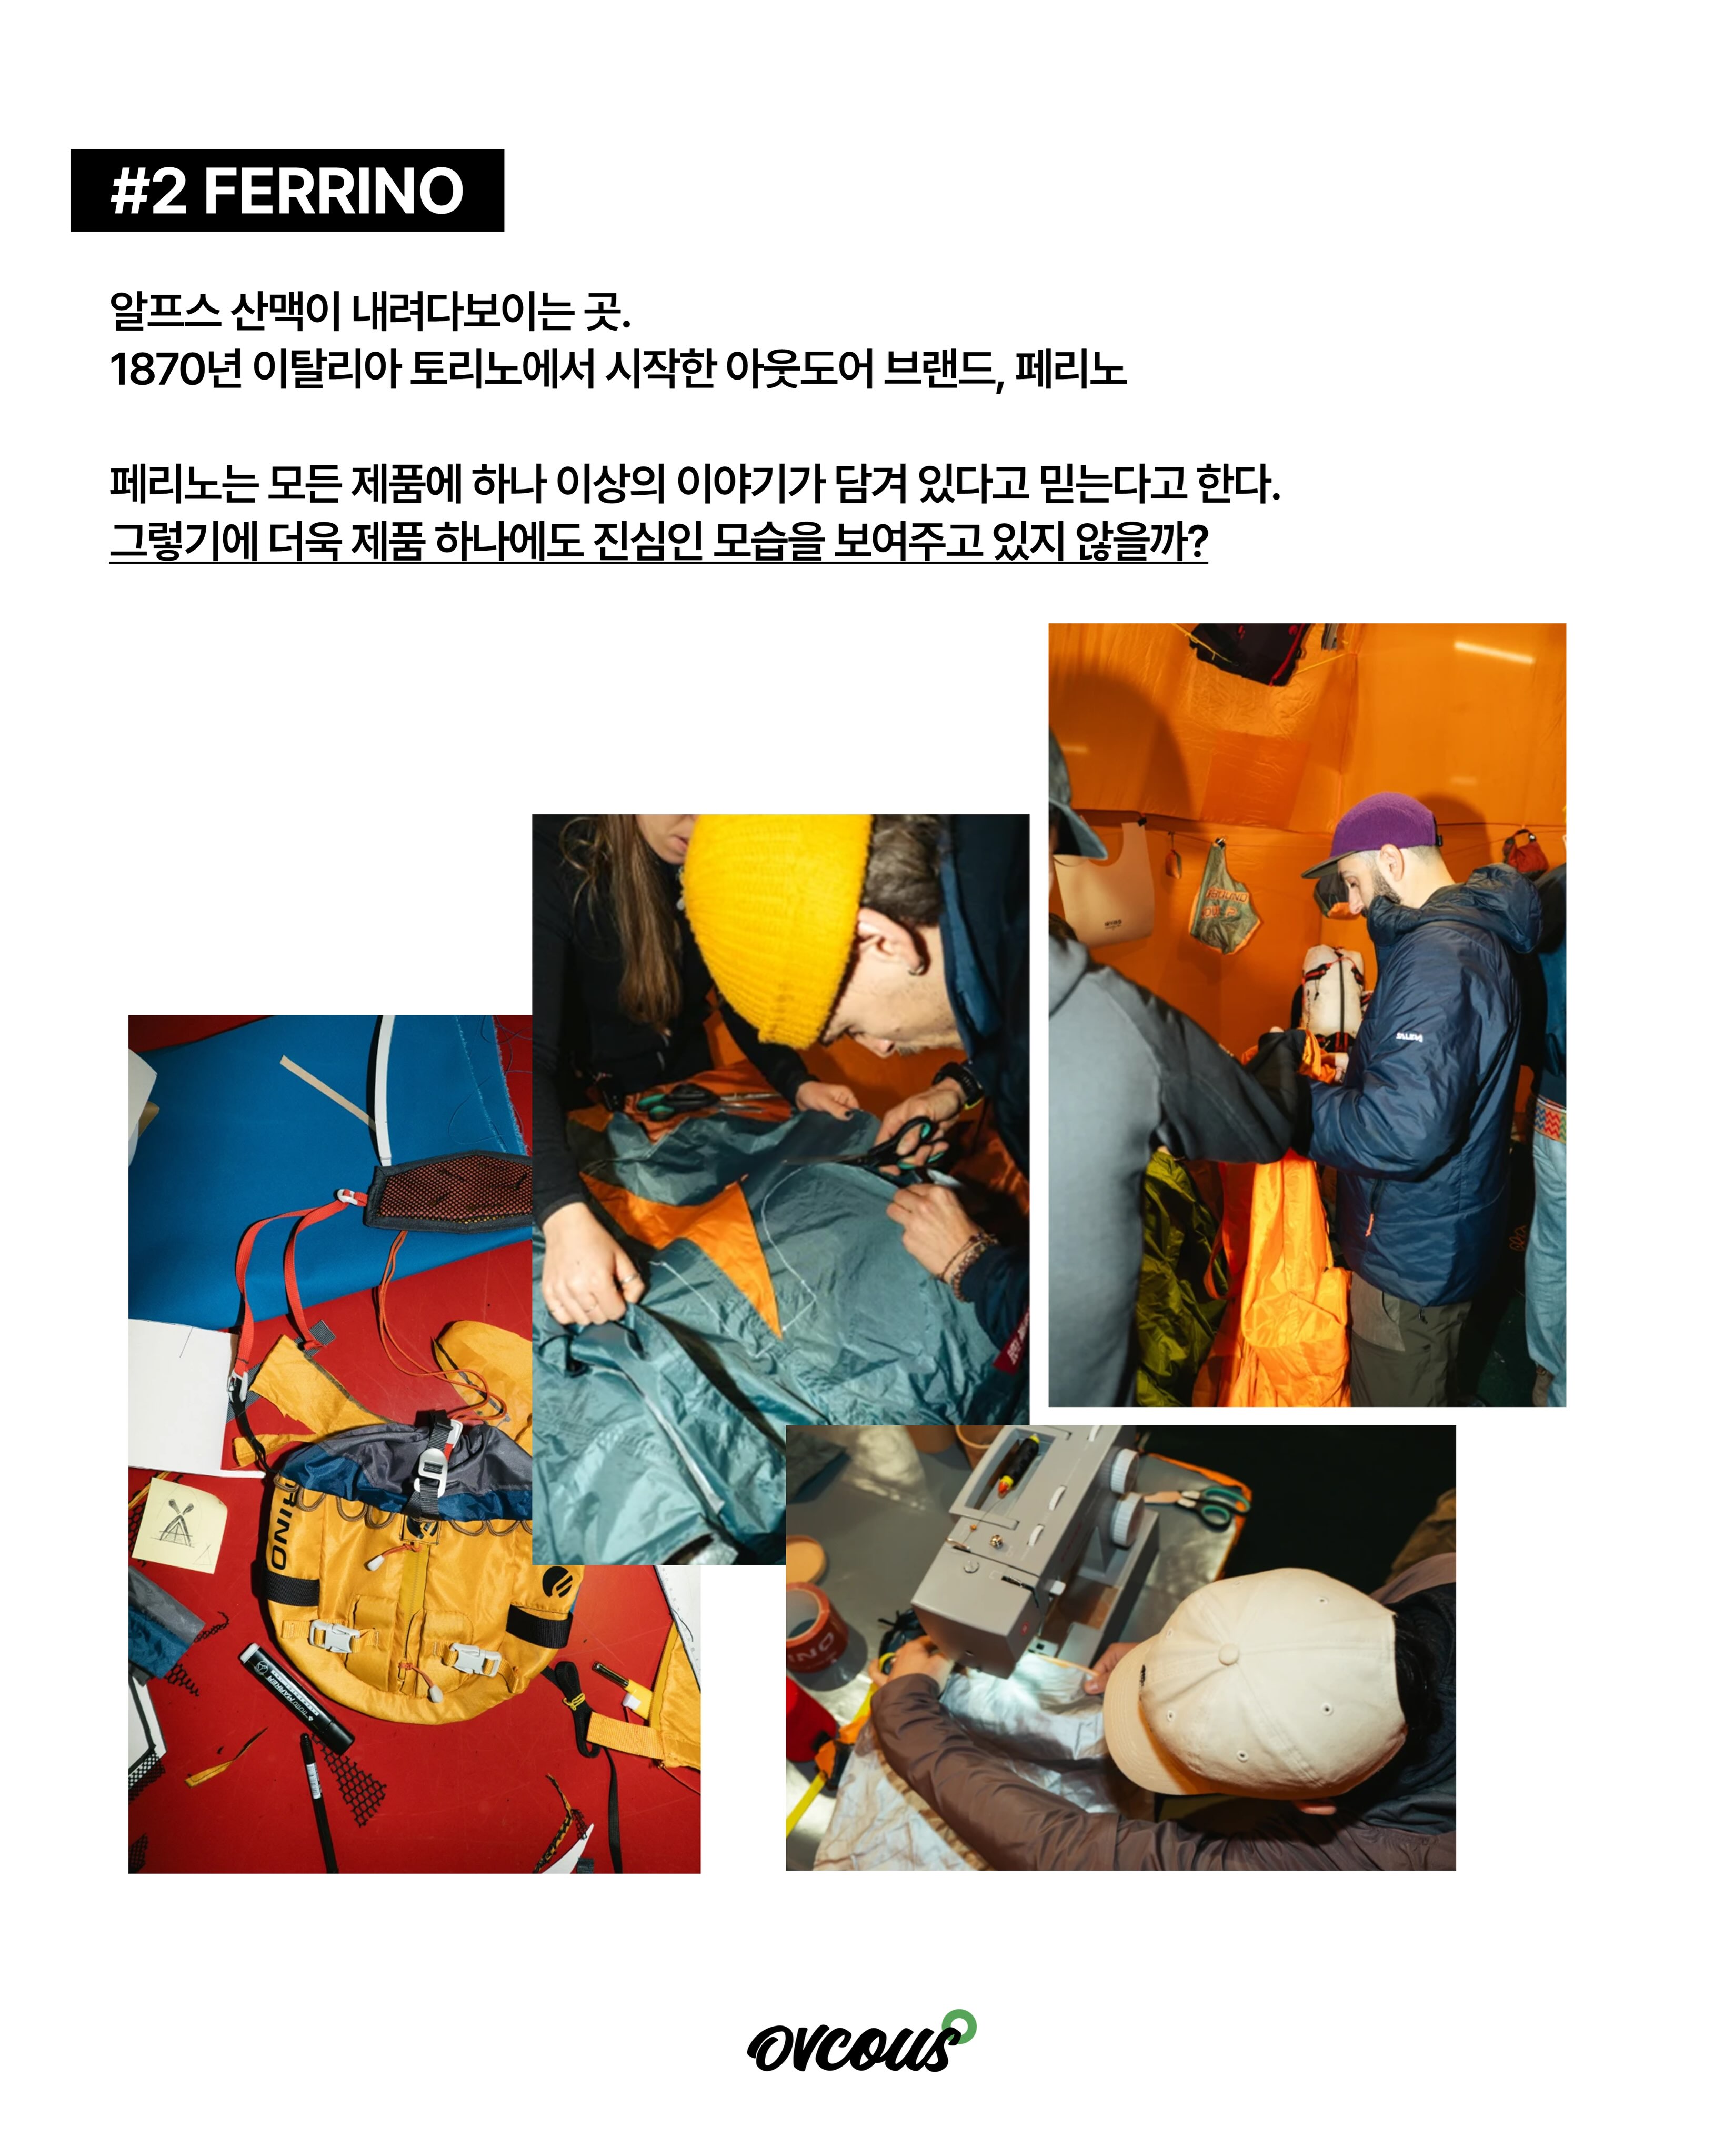 #2 FERRINO
알프스 산맥이 내려다보이는 곳.
1870년 이탈리아 토리노에서 시작한 아웃도어 브랜드, 페리노
페리노는 모든 제품에 하나 이상의 이야기가 담겨 있다고 믿는다고 한다.
그렇기에 더욱 제품 하나에도 진심인 모습을 보여주고 있지 않을까?
RINO
INO
ovcous